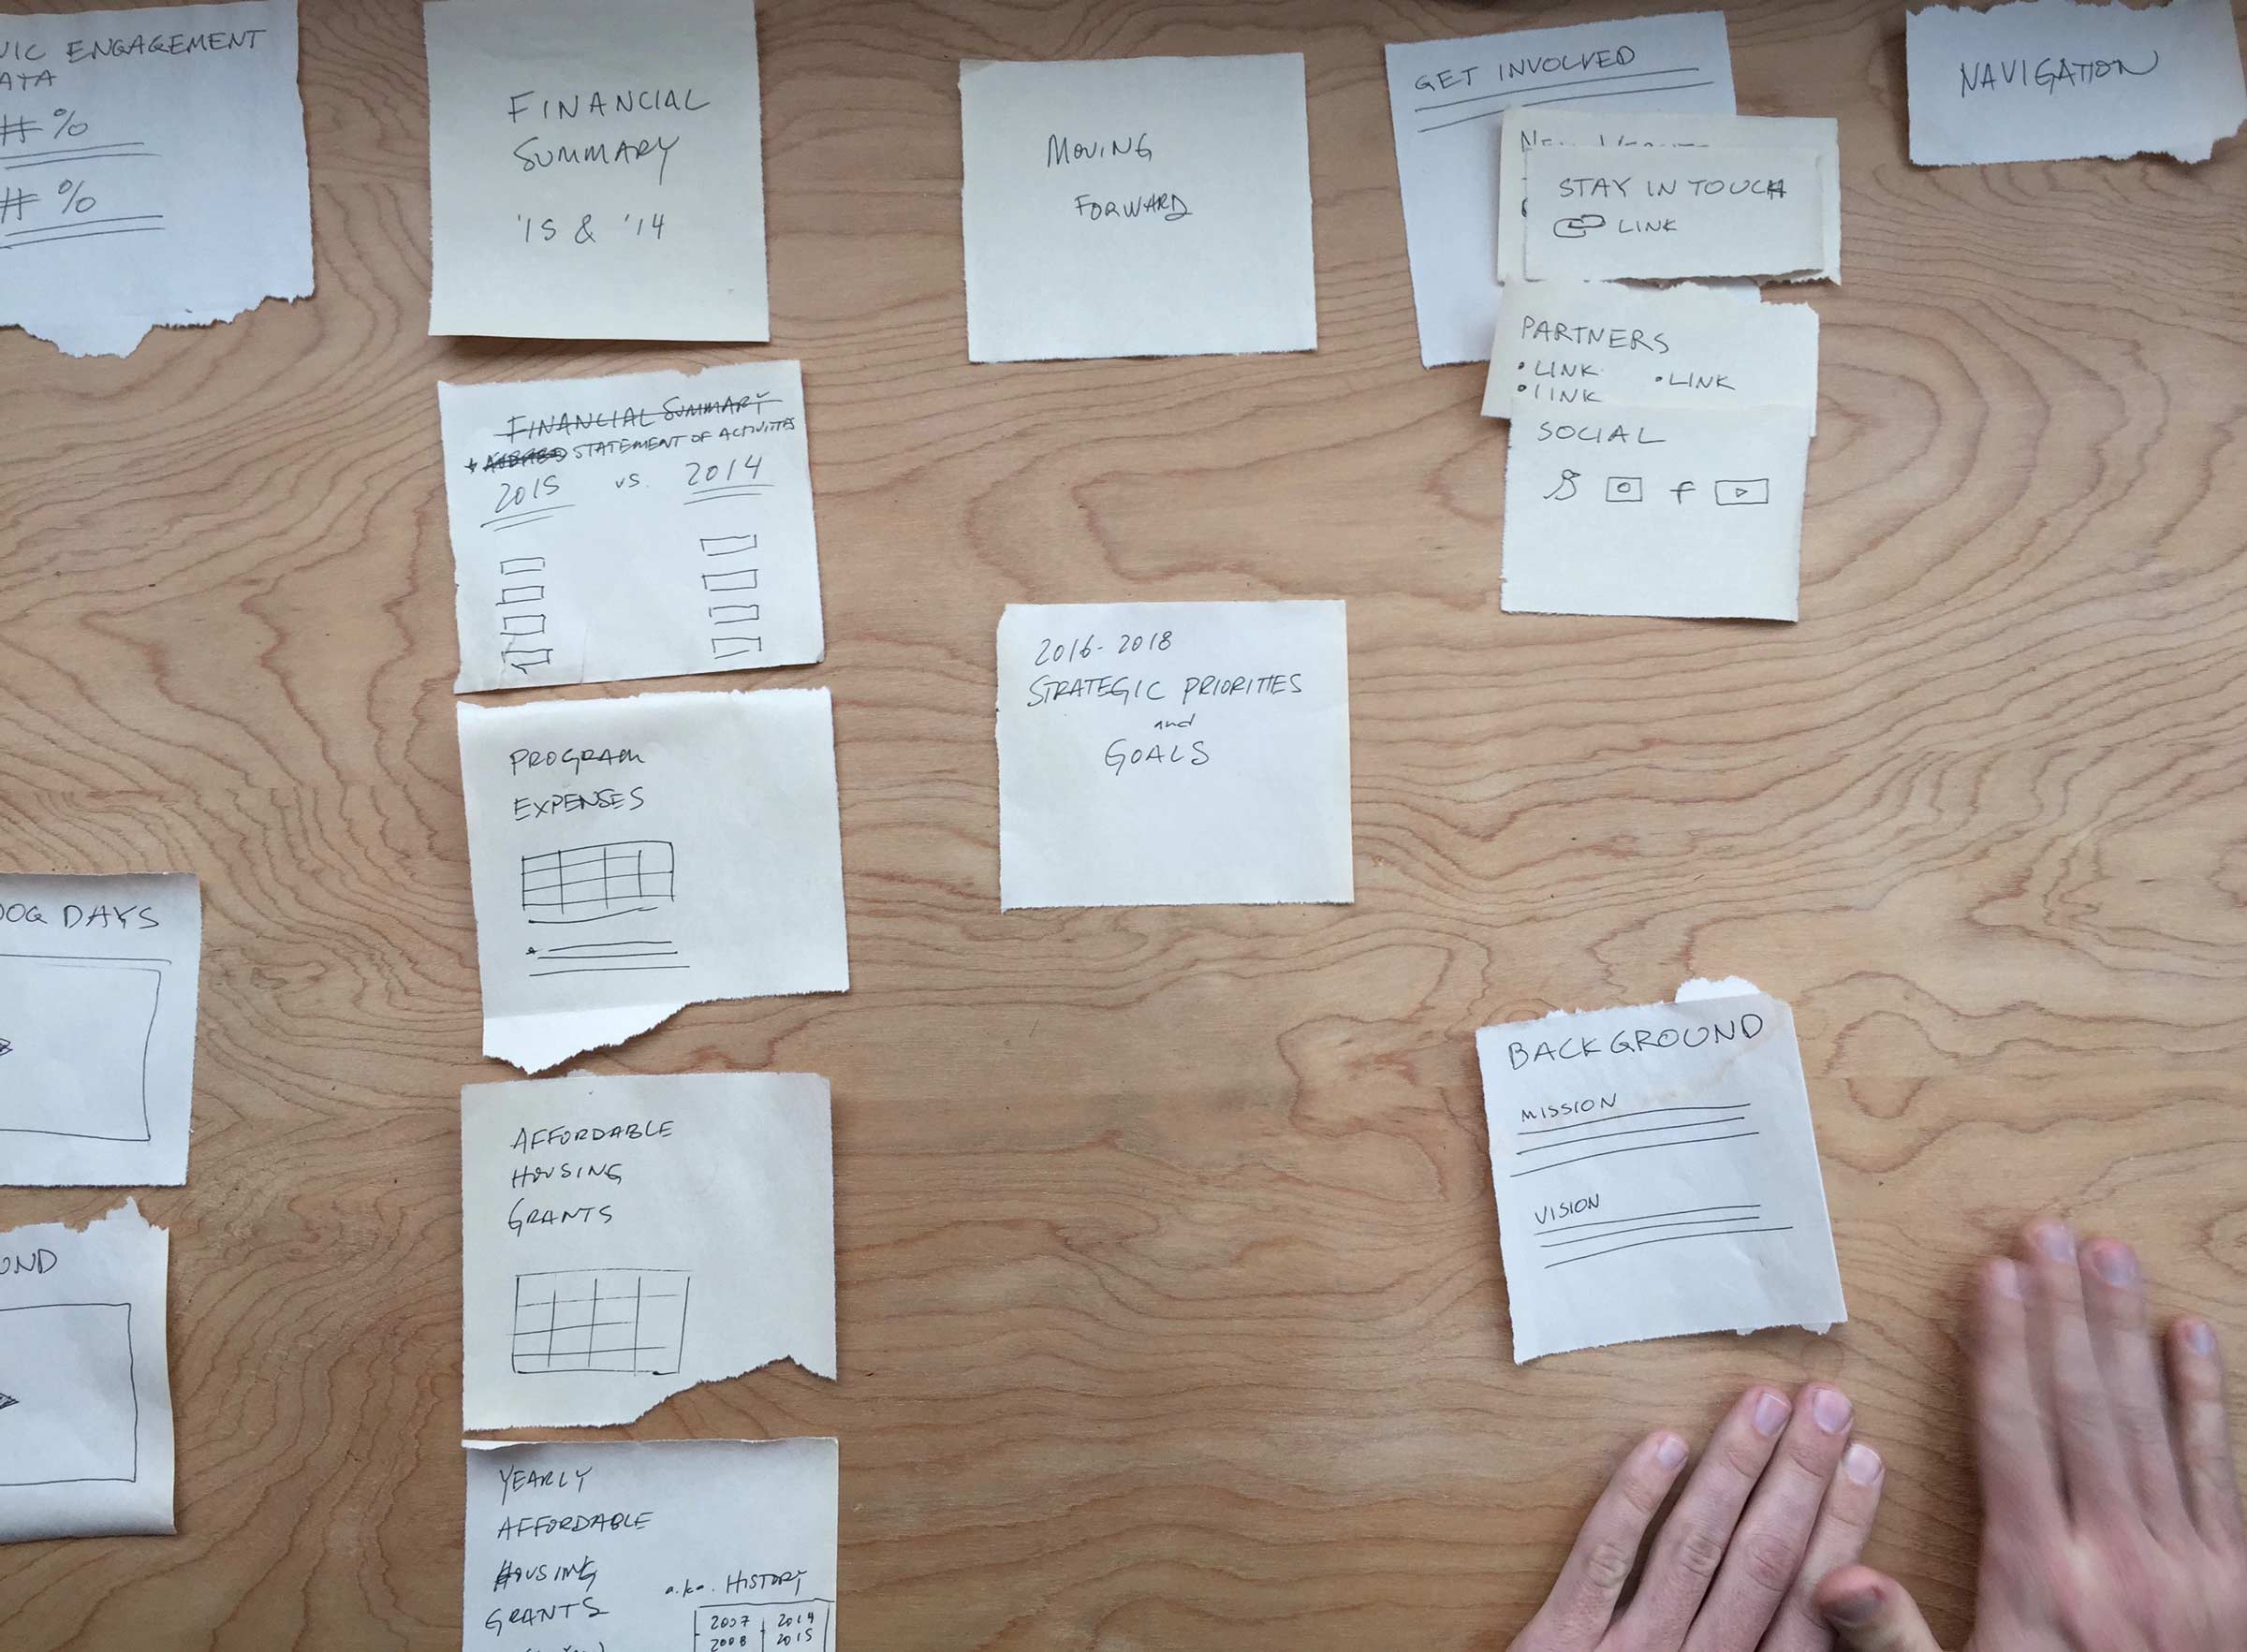 ENGAGEMENT
# %
# %
FINANCIAL
SUMMARY
'15 & '14
FINANCIAL SUMMARY
STATEMENT OF ACTIVITIES
2015 vs. 2014
PROGRAM
EXPENSES
AFFORDABLE
HOUSING
GRANTS
YEARLY
AFFORDABLE
HOUSING
GRANTS
a.k.a. HISTORY
2007 2014
2008 2015
DAYS
MOVING
FORWARD
2016-2018
STRATEGIC PRIORITIES
and
GOALS
GET INVOLVED
STAY IN TOUCH
LINK
PARTNERS
• LINK • LINK
• LINK
SOCIAL
f
BACKGROUND
MISSION
VISION
NAVIGATION